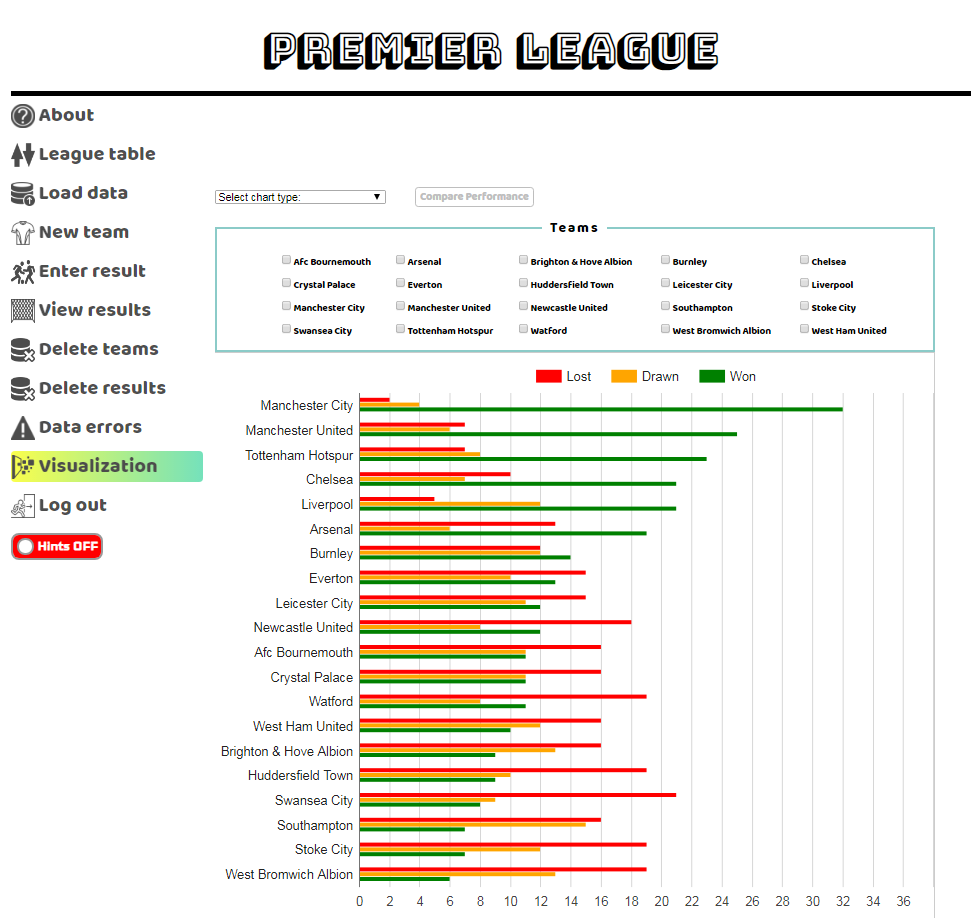 PREMIER LEAGUE
About
League table
Load data
New team
Enter result
View results
Delete teams
Delete results
Data errors
Visualization
Log out
Hints OFF
Select chart type:
Compare Performance
Teams
Afc Bournemouth Arsenal Brighton & Hove Albion Burnley Chelsea
Crystal Palace Everton Huddersfield Town Leicester City Liverpool
Manchester City Manchester United Newcastle United Southampton Stoke City
Swansea City Tottenham Hotspur Watford West Bromwich Albion West Ham United
Lost Drawn Won
Manchester City
Manchester United
Tottenham Hotspur
Chelsea
Liverpool
Arsenal
Burnley
Everton
Leicester City
Newcastle United
Afc Bournemouth
Crystal Palace
Watford
West Ham United
Brighton & Hove Albion
Huddersfield Town
Swansea City
Southampton
Stoke City
West Bromwich Albion
0 2 4 6 8 10 12 14 16 18 20 22 24 26 28 30 32 34 36